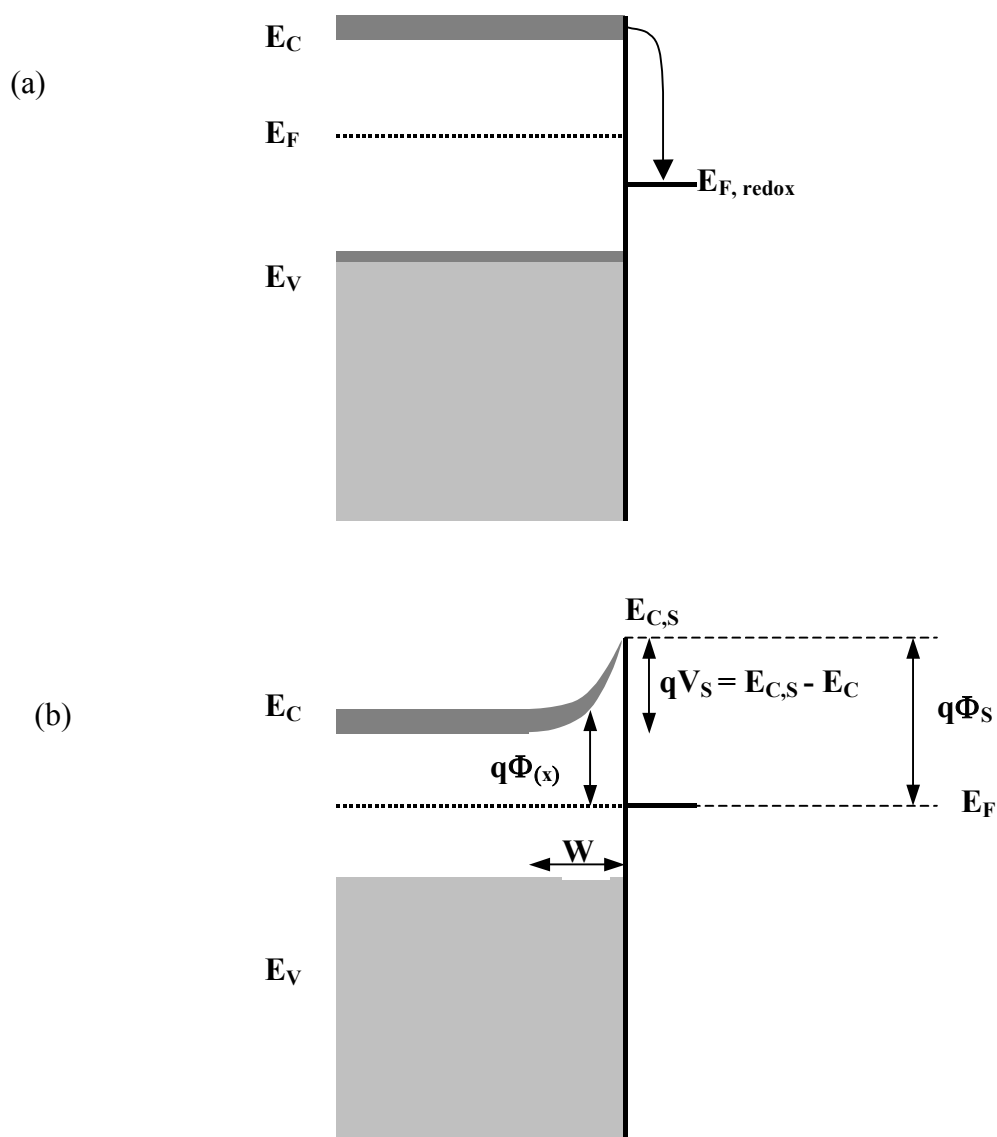 E_C
(a)
E_F
E_F, redox
E_V
E_C,S
qV_S = E_C,S - E_C
E_C
(b)
qΦ_S
qΦ_(x)
E_F
W
E_V